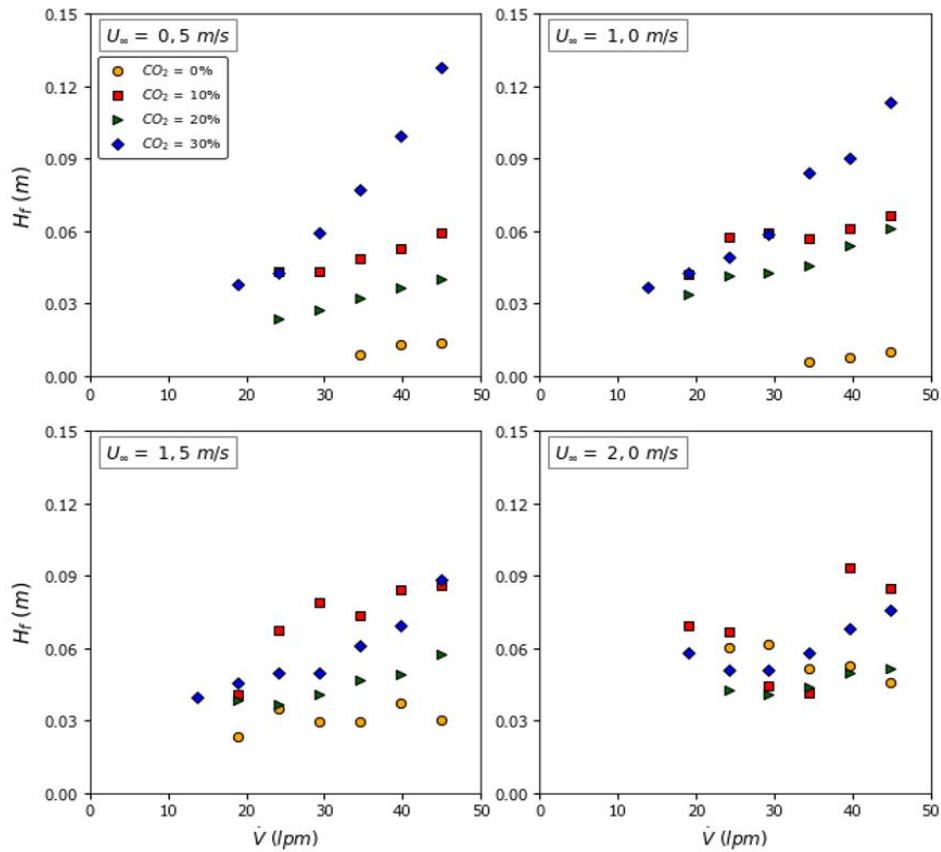 U∞ = 0,5 m/s
CO₂ = 0%
CO₂ = 10%
CO₂ = 20%
CO₂ = 30%
0.15
0.12
0.09
0.06
0.03
0.00
H_f (m)
0 10 20 30 40 50
U∞ = 1,0 m/s
0.15
0.12
0.09
0.06
0.03
0.00
0 10 20 30 40 50
U∞ = 1,5 m/s
0.15
0.12
0.09
0.06
0.03
0.00
H_f (m)
0 10 20 30 40 50
V̇ (lpm)
U∞ = 2,0 m/s
0.15
0.12
0.09
0.06
0.03
0.00
0 10 20 30 40 50
V̇ (lpm)